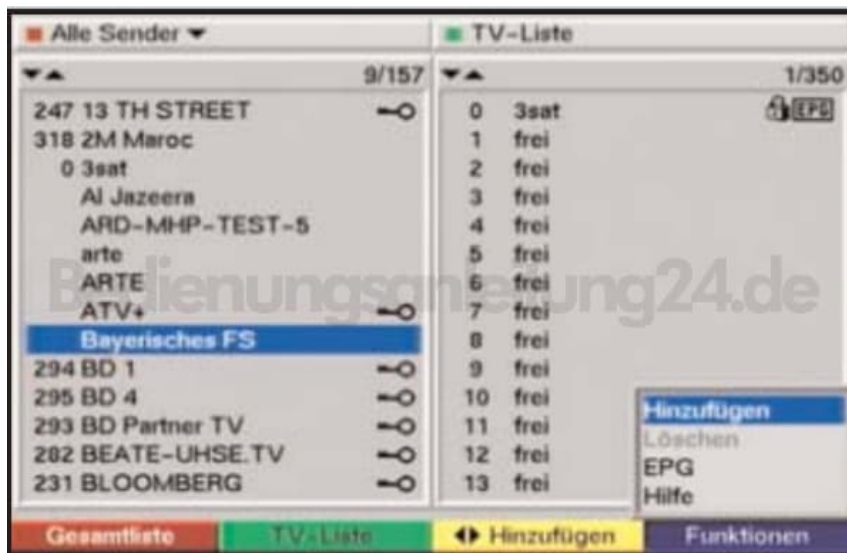 Alle Sender
9/157
247 13 TH STREET
318 2M Maroc
0 3sat
Al Jazeera
ARD-MHP-TEST-5
arte
ARTE
ATV+
Bayerisches FS
294 BD 1
295 BD 4
293 BD Partner TV
282 BEATE-UHSE.TV
231 BLOOMBERG
TV-Liste
1/350
0 3sat EPG
1 frei
2 frei
3 frei
4 frei
5 frei
6 frei
7 frei
8 frei
9 frei
10 frei
11 frei
12 frei
13 frei
Hinzufügen
Löschen
EPG
Hilfe
Gesamtliste TV-Liste Hinzufügen Funktionen
Bedienungsanleitung24.de